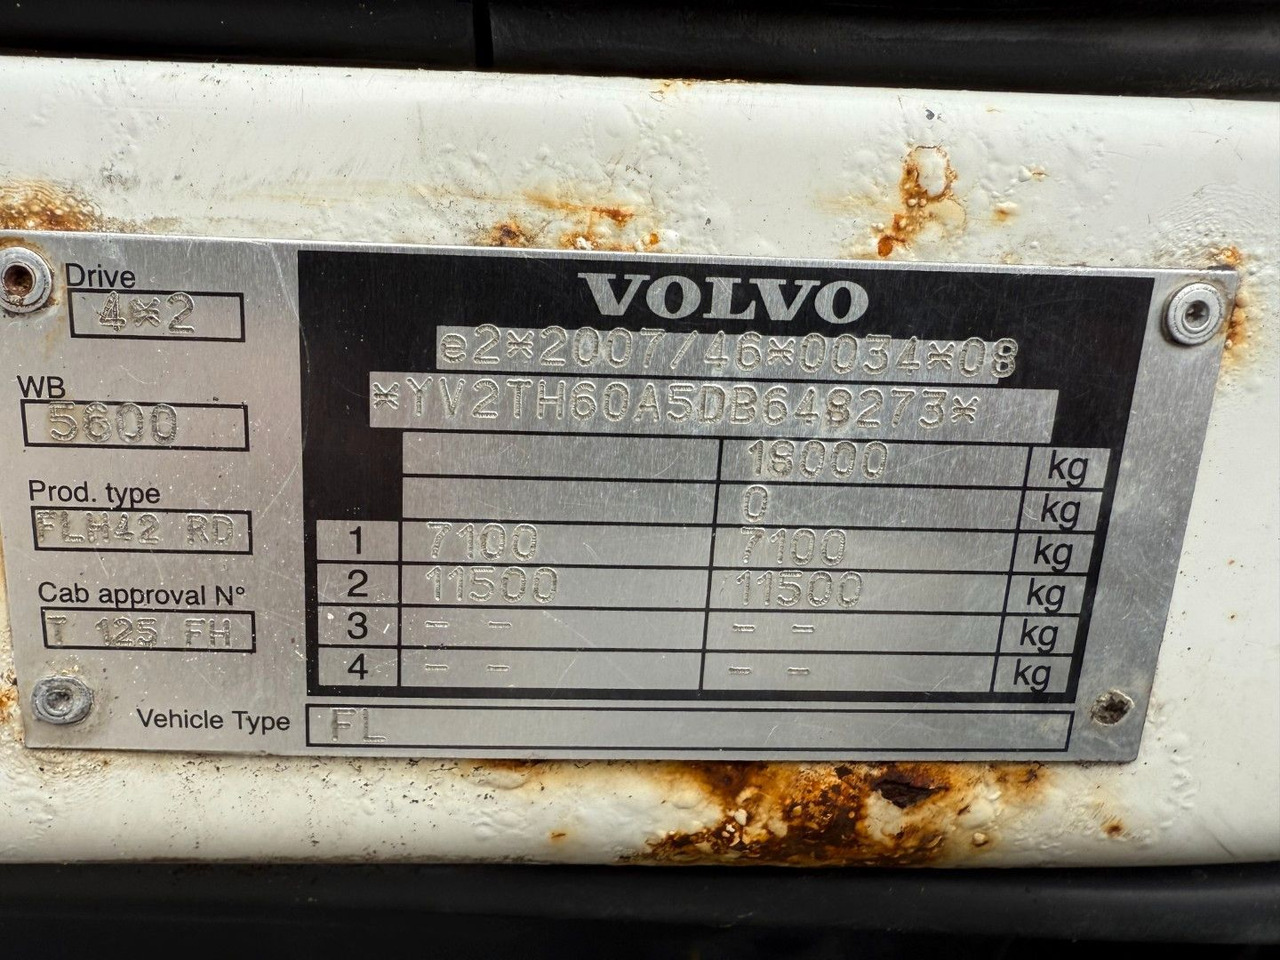 Drive
4*2
WB
5600
Prod. type
FLH42 RD
Cab approval N°
T 125 FH
VOLVO
e2*2007/46*0034*08
*YV2TH60A5DB648273*
18000 kg
0 kg
1 7100 7100 kg
2 11500 11500 kg
3 - - - - kg
4 - - - - kg
Vehicle Type FL